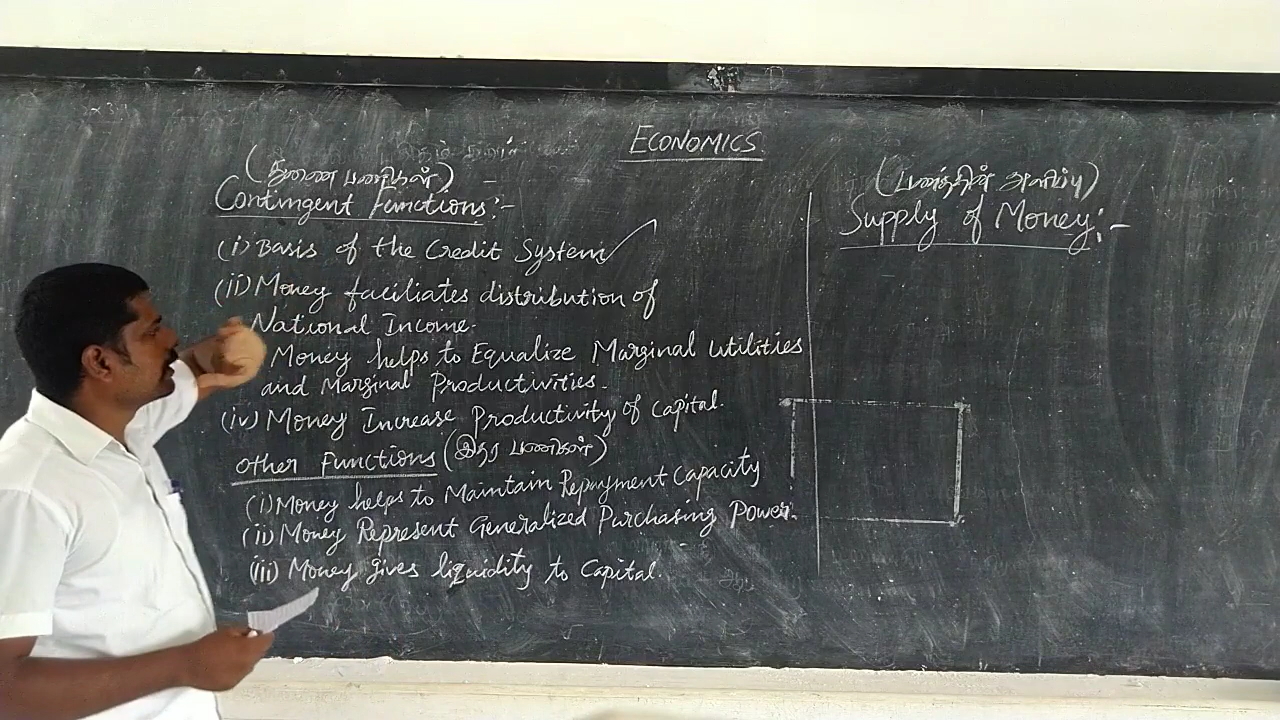 ECONOMICS
(துணை பணிகள்) -
Contingent Functions:-
(i) Basis of the Credit System
(ii) Money faciliates distribution of
National Income.
Money helps to Equalize Marginal Utilities
and Marginal Productivities.
(iv) Money Increase Productivity of Capital.
Other Functions (இதர பணிகள்)
(i) Money helps to Maintain Repayment Capacity
(ii) Money Represent Generalized Purchasing Power.
(iii) Money gives liquidity to Capital.
(பணத்தின் அளிப்பு)
Supply of Money:-